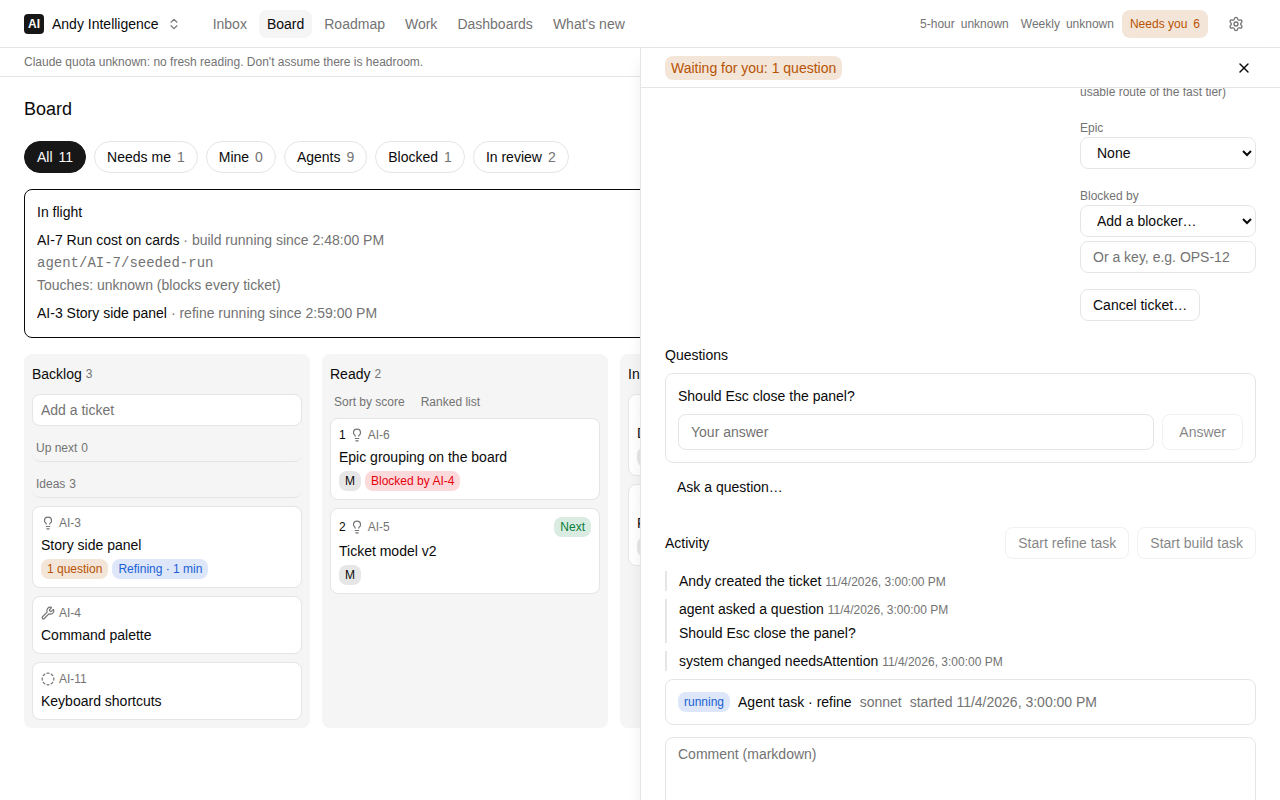 AI Andy Intelligence Inbox Board Roadmap Work Dashboards What's new 5-hour unknown Weekly unknown Needs you 6
Claude quota unknown: no fresh reading. Don't assume there is headroom.
Board
All 11 Needs me 1 Mine 0 Agents 9 Blocked 1 In review 2
In flight
AI-7 Run cost on cards · build running since 2:48:00 PM
agent/AI-7/seeded-run
Touches: unknown (blocks every ticket)
AI-3 Story side panel · refine running since 2:59:00 PM
Backlog 3
Add a ticket
Up next 0
Ideas 3
AI-3
Story side panel
1 question Refining · 1 min
AI-4
Command palette
AI-11
Keyboard shortcuts
Ready 2
Sort by score Ranked list
1 AI-6
Epic grouping on the board
M Blocked by AI-4
2 AI-5 Next
Ticket model v2
M
In
Waiting for you: 1 question
usable route of the fast tier)
Epic
None
Blocked by
Add a blocker…
Or a key, e.g. OPS-12
Cancel ticket…
Questions
Should Esc close the panel?
Your answer Answer
Ask a question…
Activity Start refine task Start build task
Andy created the ticket 11/4/2026, 3:00:00 PM
agent asked a question 11/4/2026, 3:00:00 PM
Should Esc close the panel?
system changed needsAttention 11/4/2026, 3:00:00 PM
running Agent task · refine sonnet started 11/4/2026, 3:00:00 PM
Comment (markdown)